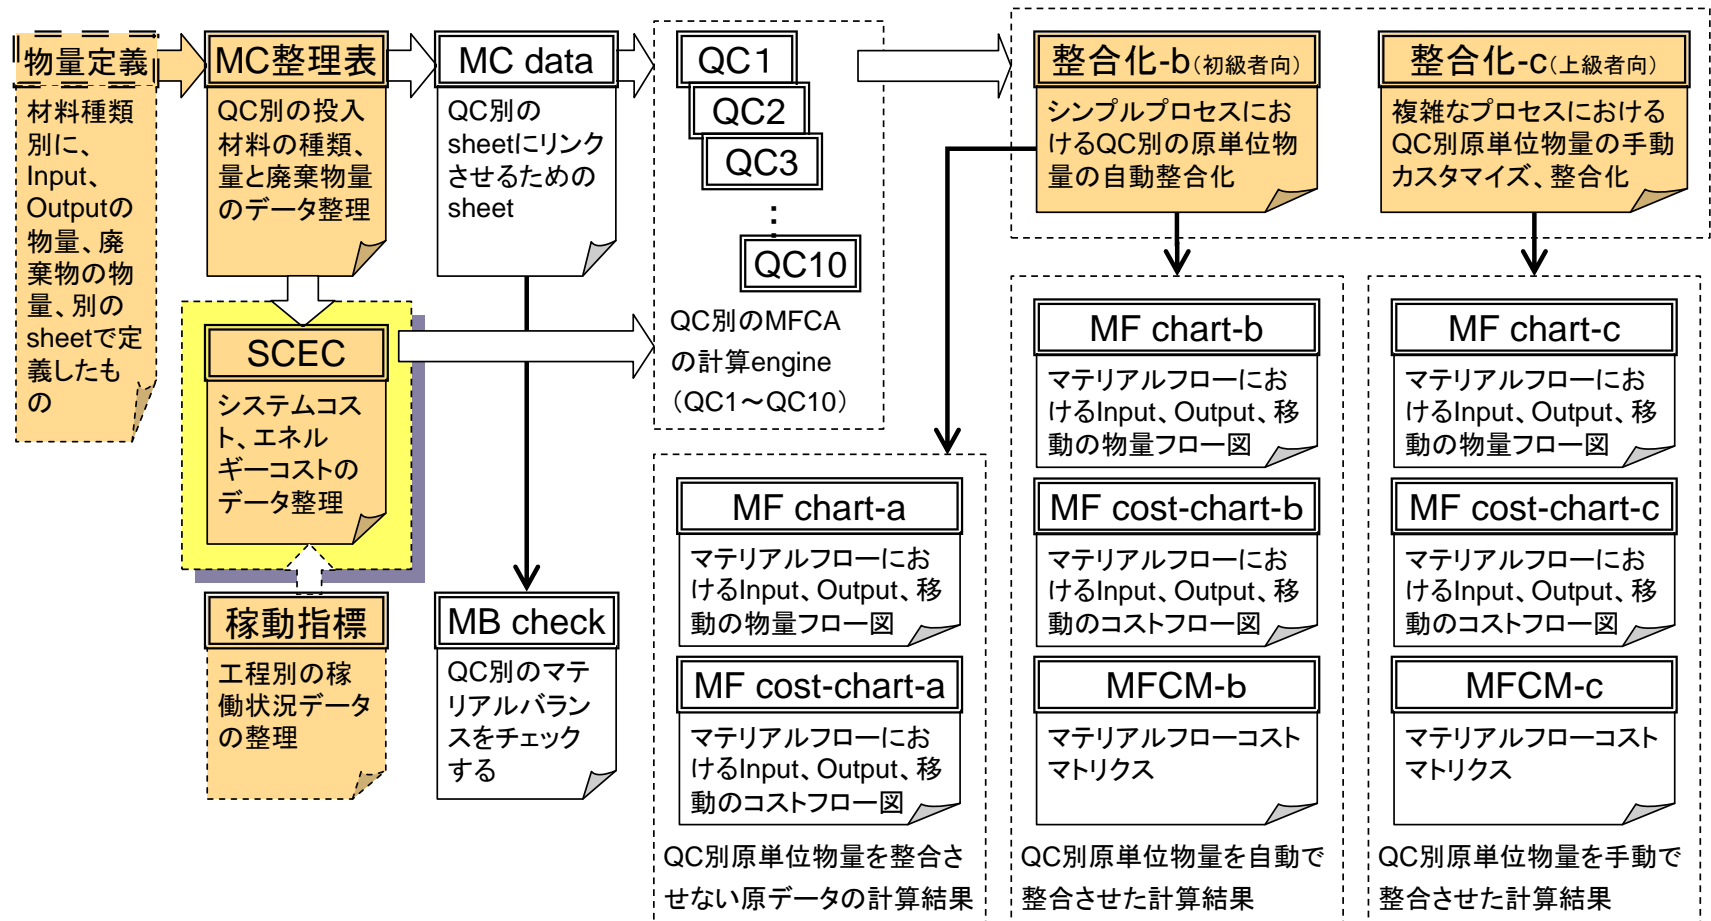 物量定義
材料種類
別に、
Input、
Outputの
物量、廃
棄物の物
量、別の
sheetで定
義したも
の
MC整理表
QC別の投入
材料の種類、
量と廃棄物量
のデータ整理
MC data
QC別の
sheetにリンク
させるための
sheet
QC1
QC2
QC3
：
QC10
QC別のMFCA
の計算engine
（QC1～QC10）
整合化-b(初級者向)
シンプルプロセスにお
けるQC別の原単位物
量の自動整合化
整合化-c(上級者向)
複雑なプロセスにおける
QC別原単位物量の手動
カスタマイズ、整合化
SCEC
システムコス
ト、エネル
ギーコストの
データ整理
稼動指標
工程別の稼
働状況データ
の整理
MB check
QC別のマテ
リアルバラン
スをチェック
する
MF chart-a
マテリアルフローにお
けるInput、Output、移
動の物量フロー図
MF cost-chart-a
マテリアルフローにお
けるInput、Output、移
動のコストフロー図
QC別原単位物量を整合さ
せない原データの計算結果
MF chart-b
マテリアルフローにお
けるInput、Output、移
動の物量フロー図
MF cost-chart-b
マテリアルフローにお
けるInput、Output、移
動のコストフロー図
MFCM-b
マテリアルフローコスト
マトリクス
QC別原単位物量を自動で
整合させた計算結果
MF chart-c
マテリアルフローにお
けるInput、Output、移
動の物量フロー図
MF cost-chart-c
マテリアルフローにお
けるInput、Output、移
動のコストフロー図
MFCM-c
マテリアルフローコスト
マトリクス
QC別原単位物量を手動で
整合させた計算結果